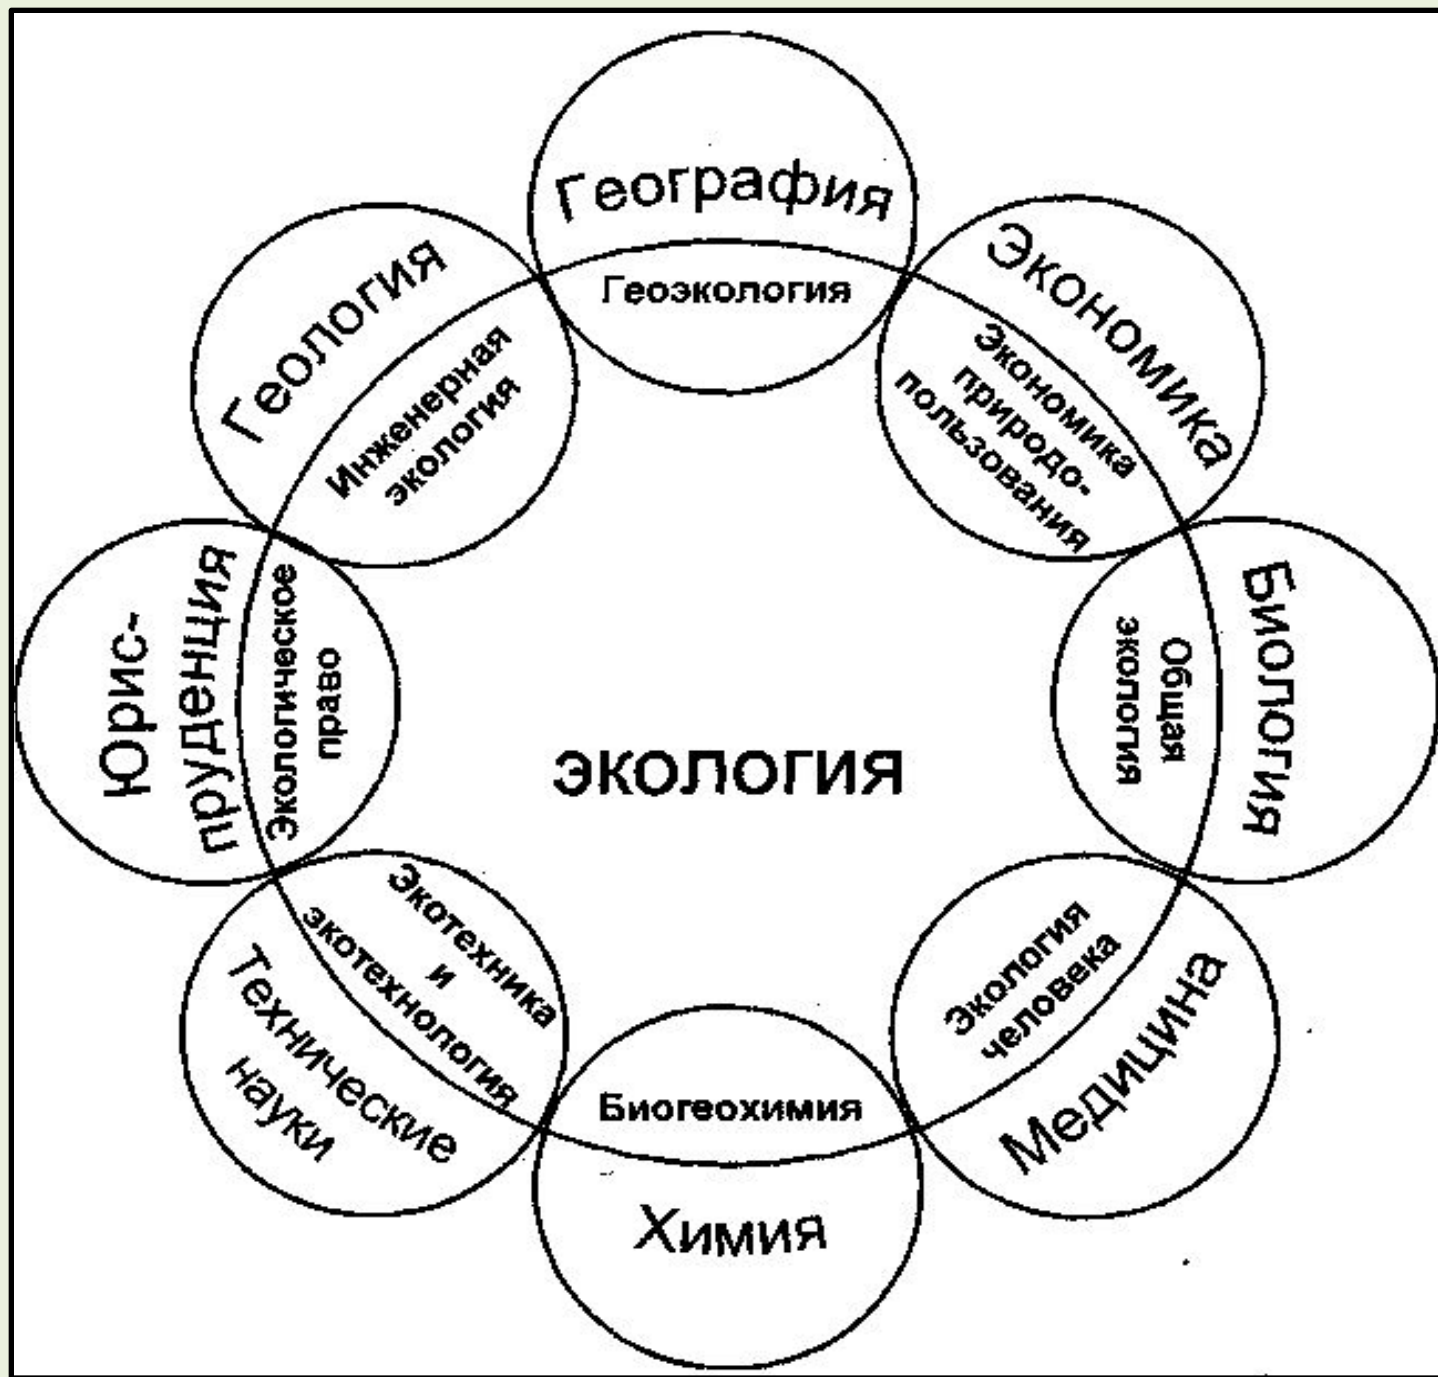 География
Геоэкология
Экономика
Экономика
природо-
пользования
Биология
Общая
экология
Медицина
Экология
человека
Химия
Биогеохимия
Технические
науки
Экотехника
и
экотехнология
Юрис-
пруденция
Экологическое
право
Геология
Инженерная
экология
экология